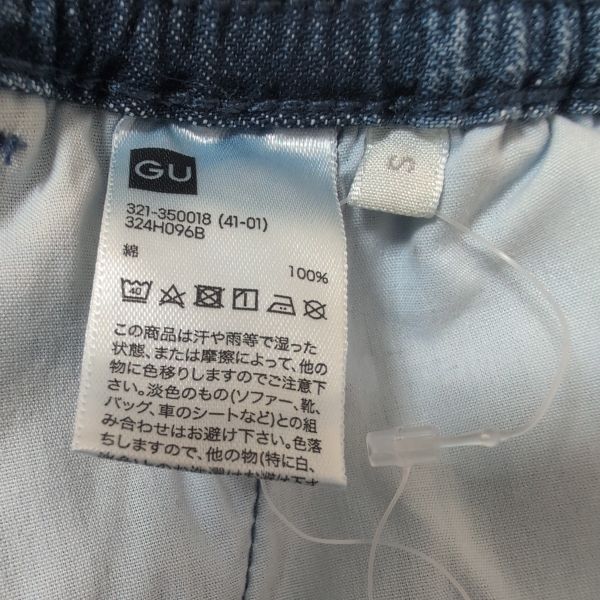 GU
S
321-350018 (41-01)
324H096B
綿 100%
40
この商品は汗や雨等で湿った
状態、または摩擦によって、他の
物に色移りしますのでご注意下
さい。淡色のもの(ソファー、靴、
バッグ、車のシートなど)との組
み合わせはお避け下さい。色落
ちしますので、他の物(特に白、